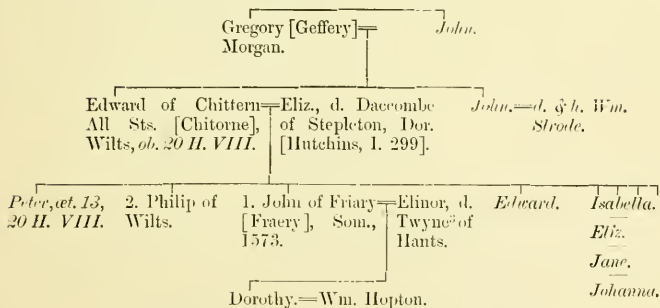 Gregory [Geffery]=
Morgan.
John.
Edward of Chittern=
All Sts. [Chitorne],
Wilts, ob. 20 H. VIII.
Eliz., d. Daccombe
of Stepleton, Dor.
[Hutchins, I. 299].
John.=d. & h. Wm.
Strode.
Peter, æt. 13,
20 H. VIII.
2. Philip of
Wilts.
1. John of Friary=
[Fraery], Som.,
1573.
Elinor, d.
of
Hants.
Edward.
Isabella.
Eliz.
Jane.
Johanna.
Dorothy.=Wm. Hopton.